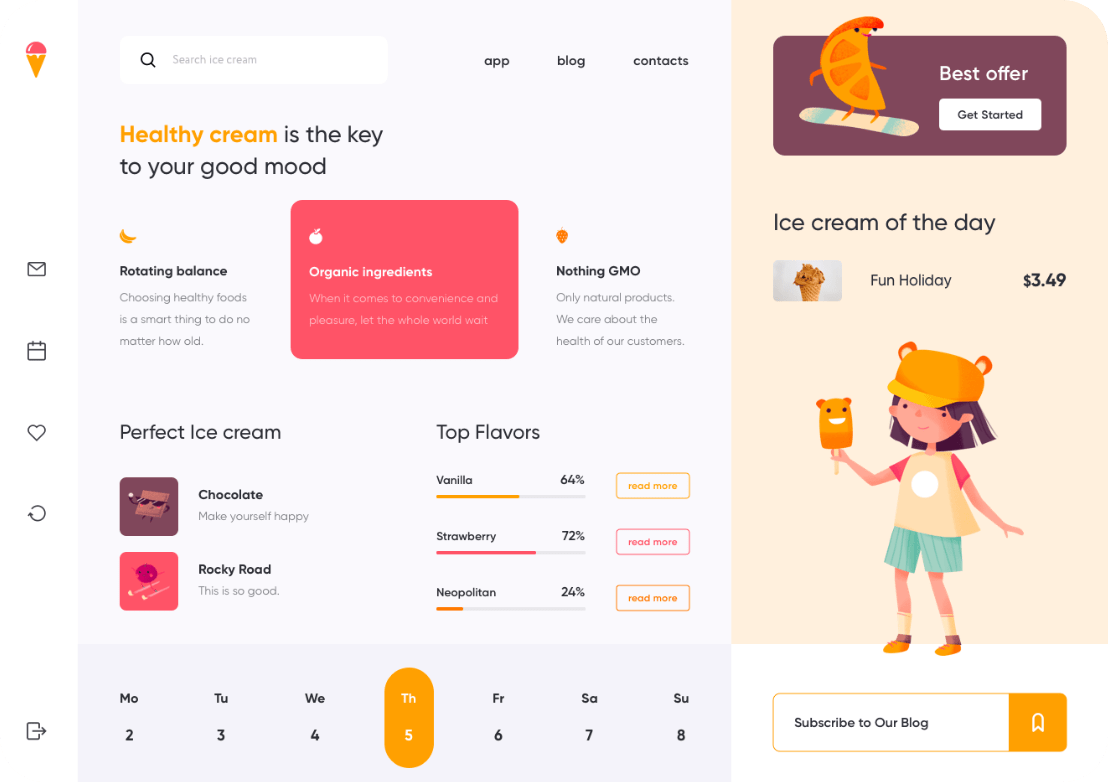 Search ice cream
app
blog
contacts
Healthy cream is the key
to your good mood
Rotating balance
Choosing healthy foods
is a smart thing to do no
matter how old.
Organic ingredients
When it comes to convenience and
pleasure, let the whole world wait
Nothing GMO
Only natural products.
We care about the
health of our customers.
Perfect Ice cream
Chocolate
Make yourself happy
Rocky Road
This is so good.
Top Flavors
Vanilla 64%
read more
Strawberry 72%
read more
Neopolitan 24%
read more
Mo Tu We Th Fr Sa Su
2 3 4 5 6 7 8
Best offer
Get Started
Ice cream of the day
Fun Holiday $3.49
Subscribe to Our Blog